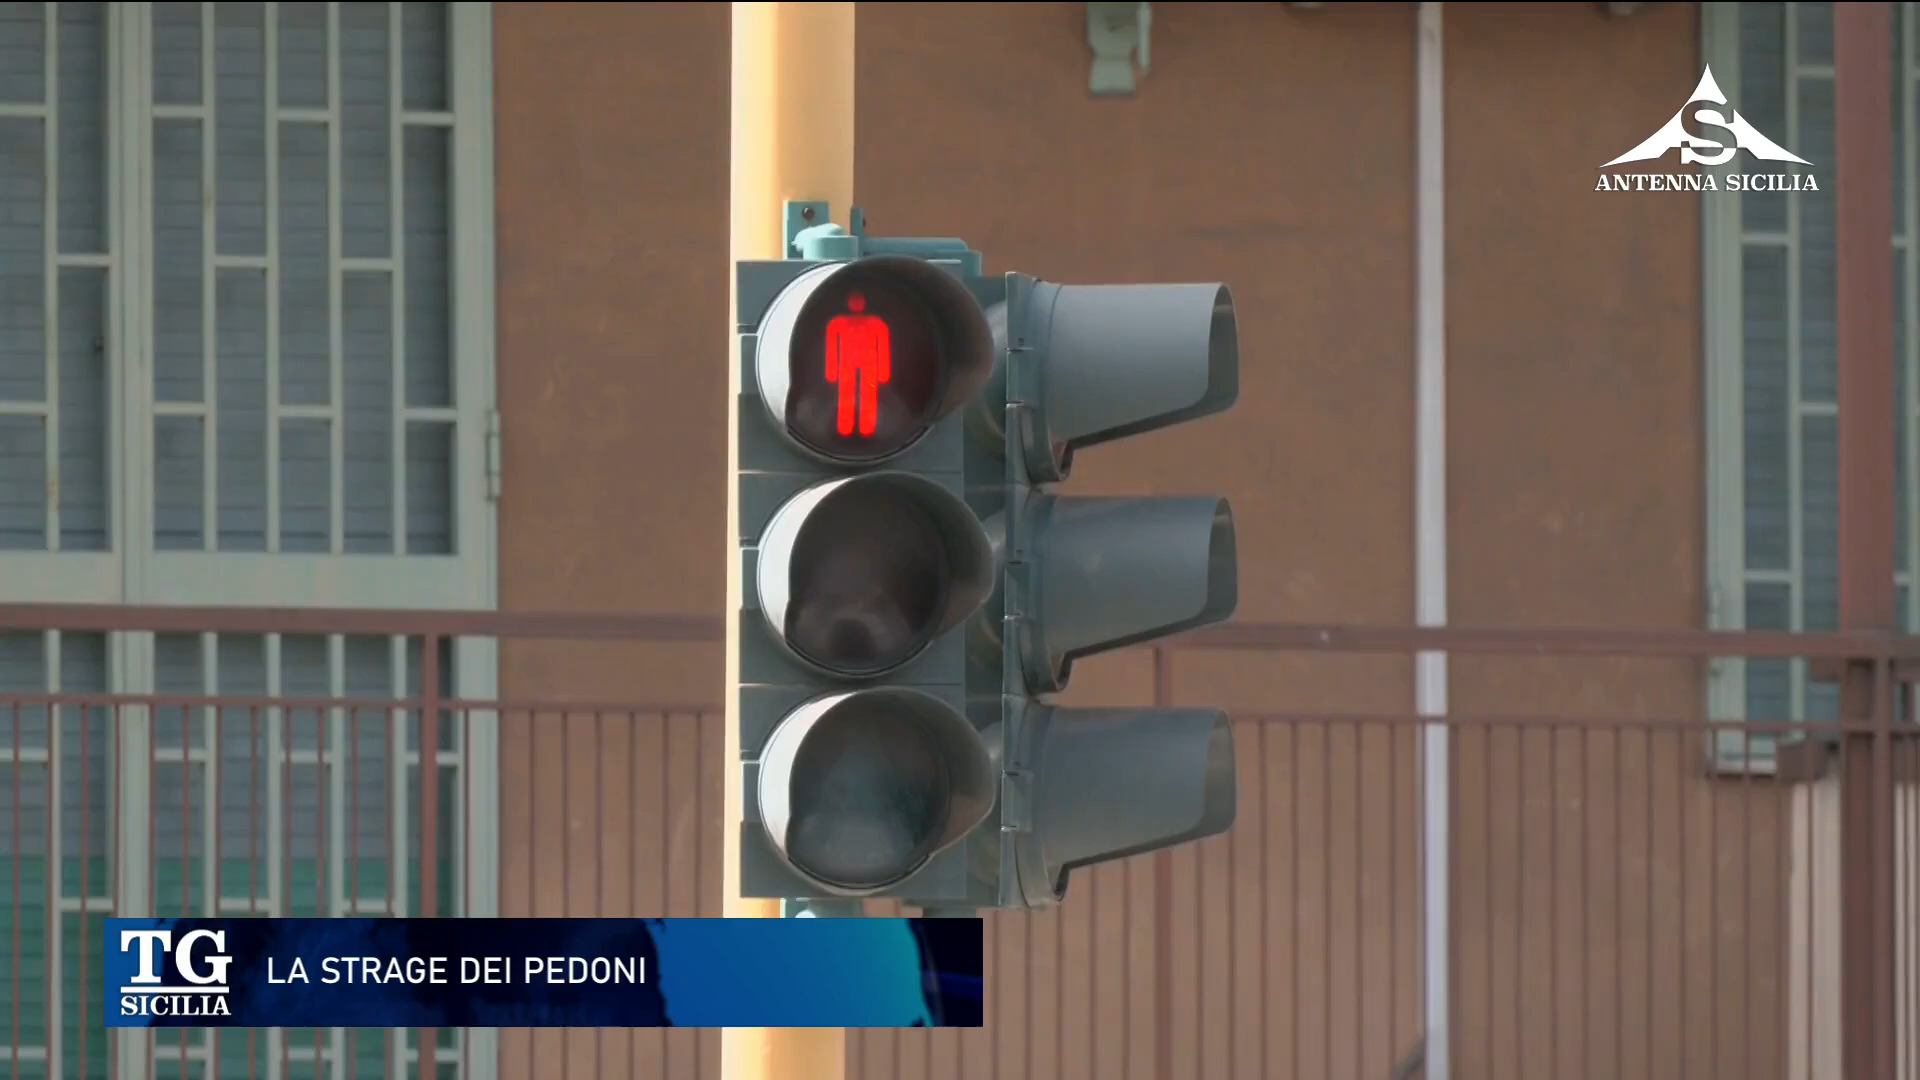 S
ANTENNA SICILIA
TG
SICILIA
LA STRAGE DEI PEDONI